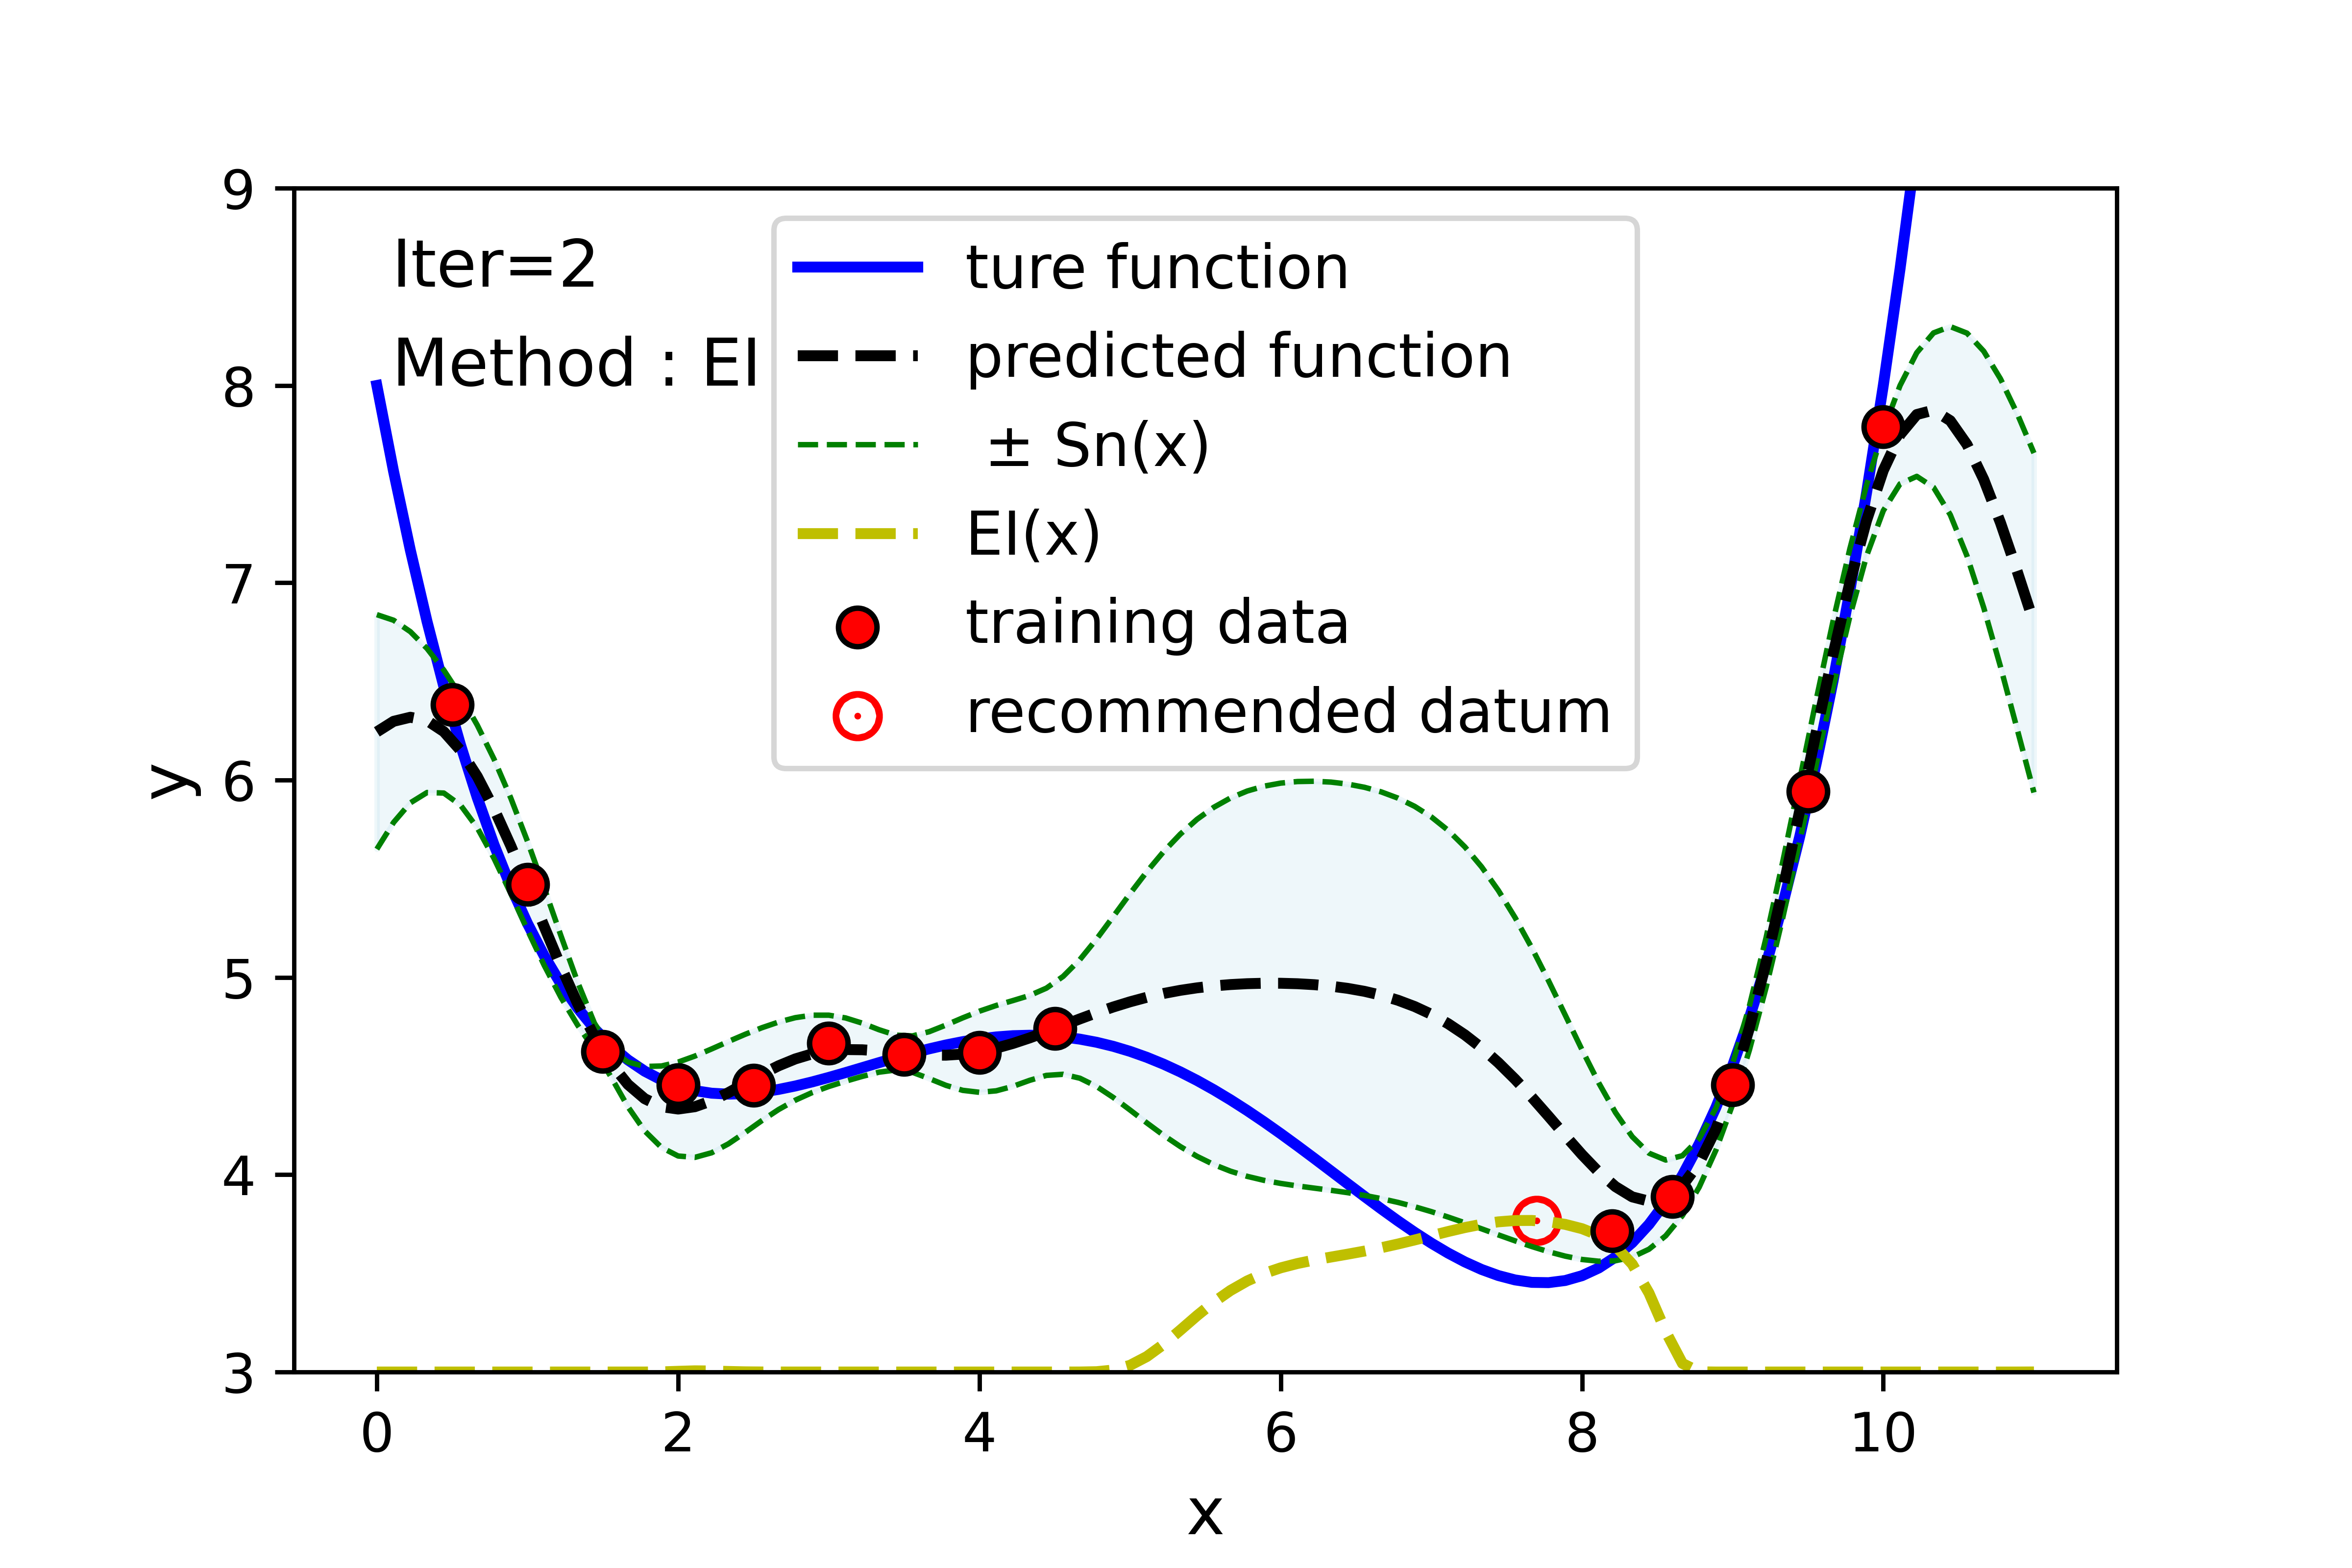 Iter=2
Method : EI
ture function
predicted function
± Sn(x)
EI(x)
training data
recommended datum
y
9
8
7
6
5
4
3
0 2 4 6 8 10
x